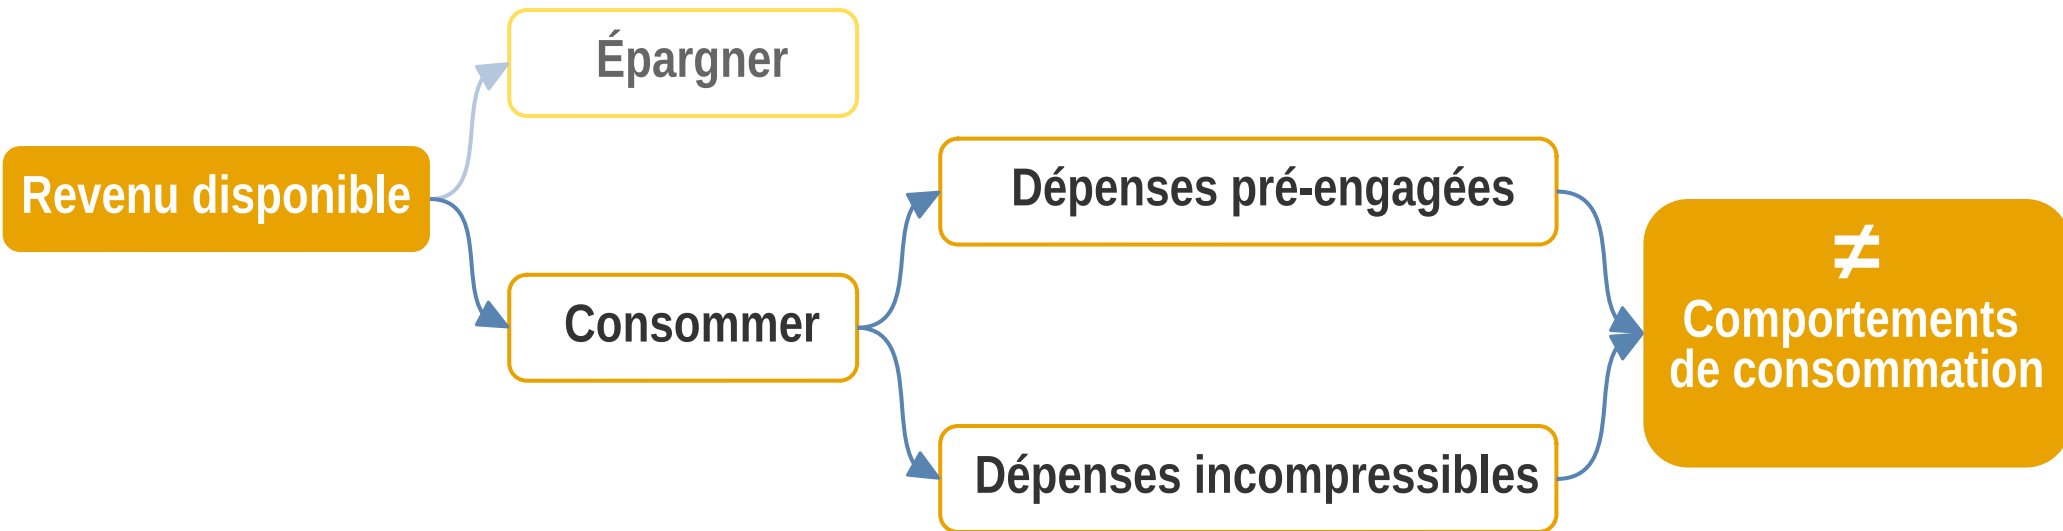 Épargner
Revenu disponible
Consommer
Dépenses pré-engagées
Dépenses incompressibles
≠
Comportements
de consommation